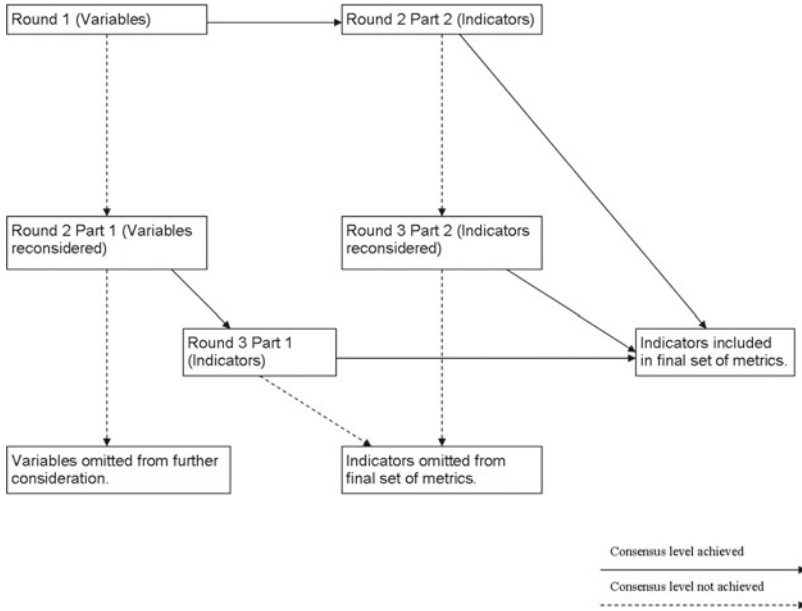 Round 1 (Variables)
Round 2 Part 2 (Indicators)
Round 2 Part 1 (Variables
reconsidered)
Round 3 Part 2 (Indicators
reconsidered)
Round 3 Part 1
(Indicators)
Indicators included
in final set of metrics.
Variables omitted from further
consideration.
Indicators omitted from
final set of metrics.
Consensus level achieved
Consensus level not achieved